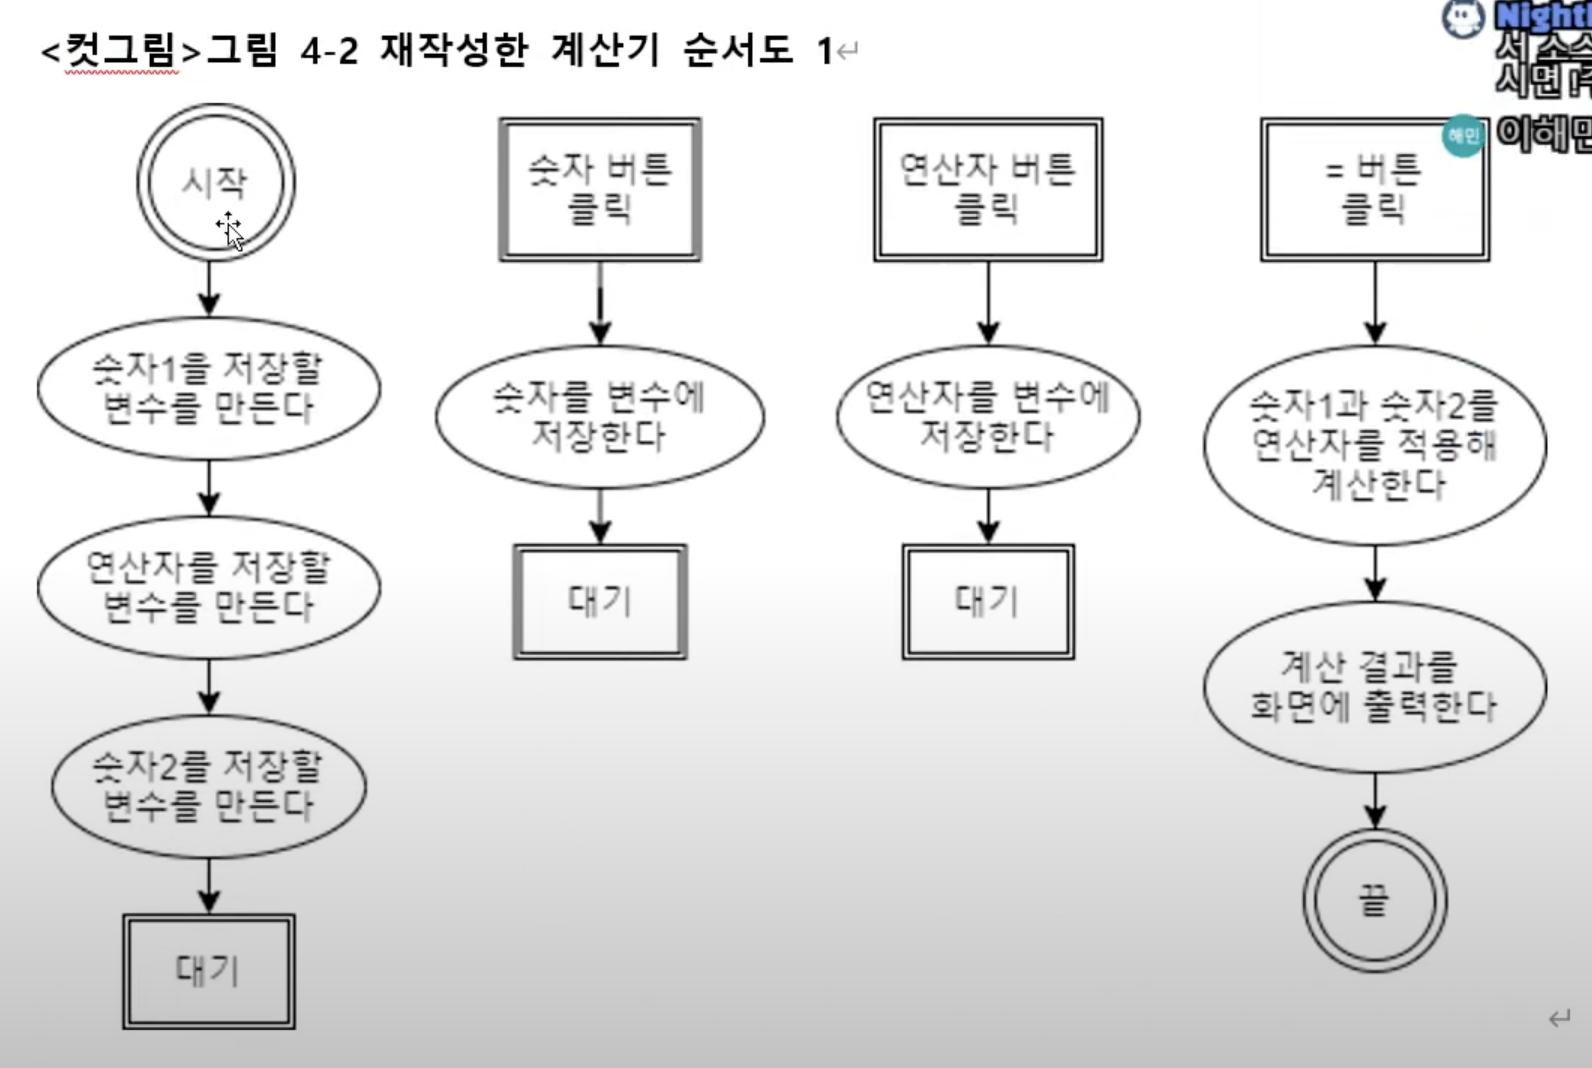 <컷그림>그림 4-2 재작성한 계산기 순서도 1
시작
숫자1을 저장할
변수를 만든다
연산자를 저장할
변수를 만든다
숫자2를 저장할
변수를 만든다
대기
숫자 버튼
클릭
숫자를 변수에
저장한다
대기
연산자 버튼
클릭
연산자를 변수에
저장한다
대기
= 버튼
클릭
숫자1과 숫자2를
연산자를 적용해
계산한다
계산 결과를
화면에 출력한다
끝
서
시면
해민
이해민